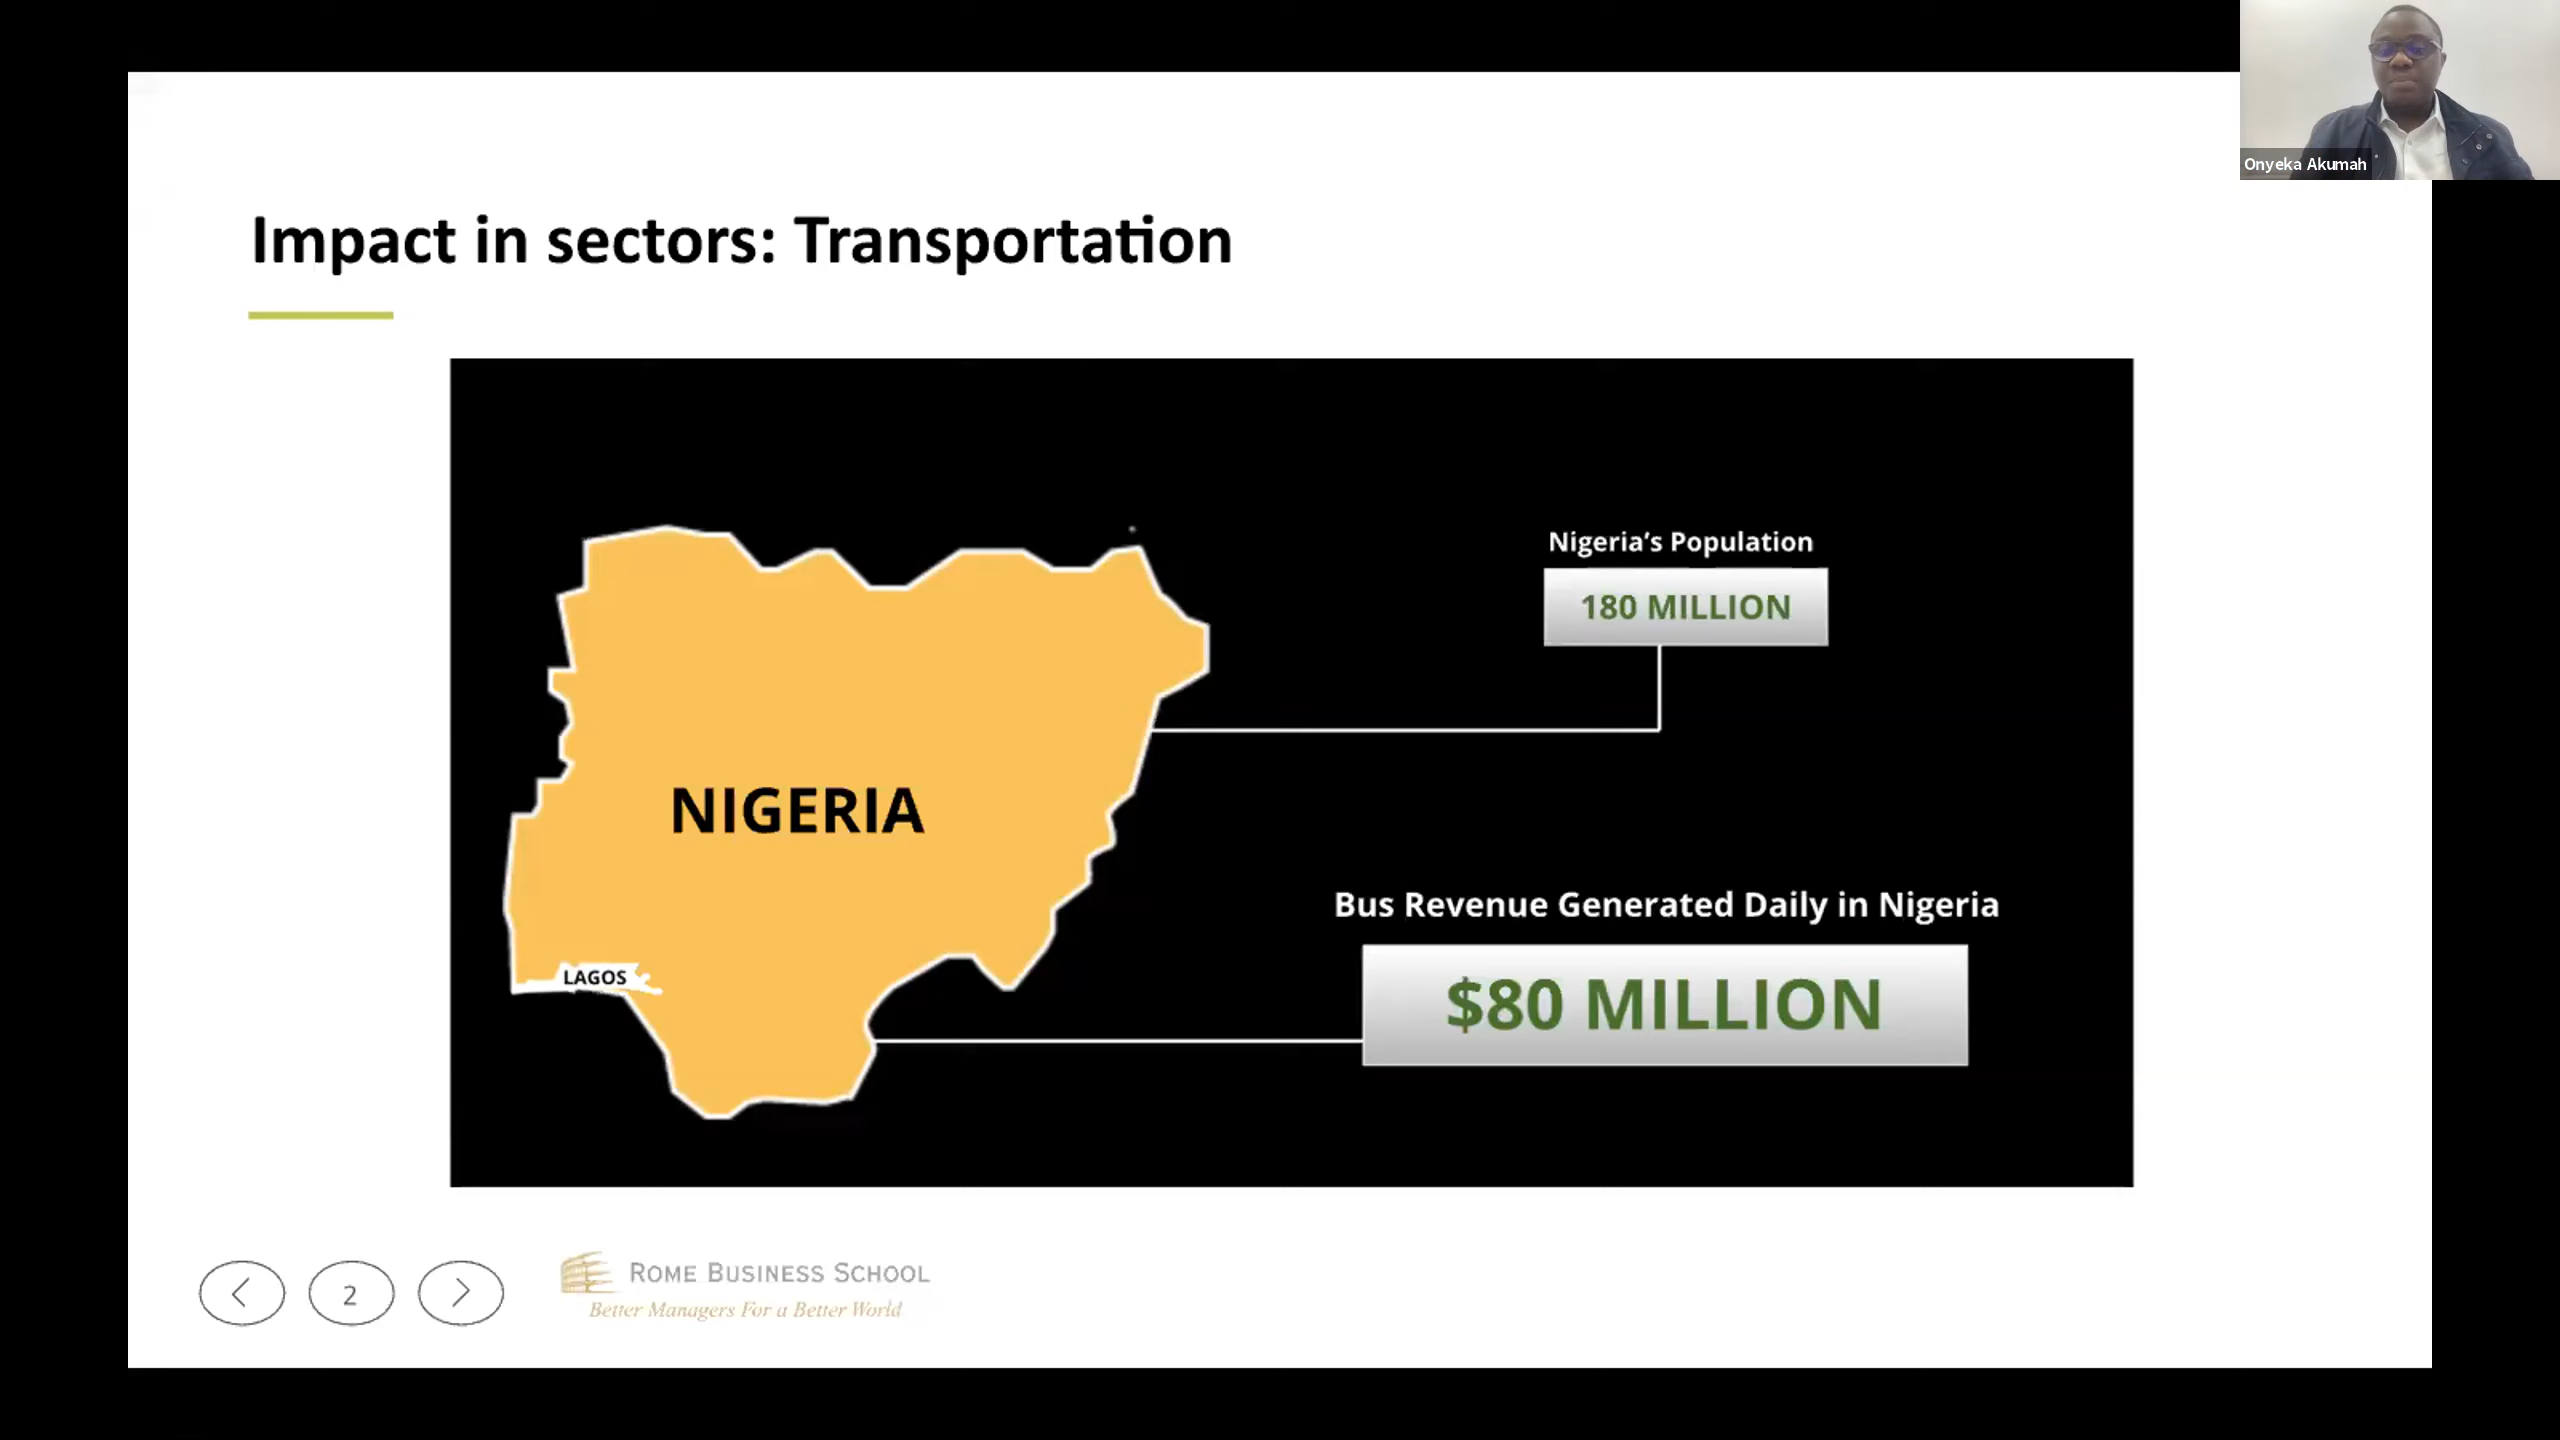 Onyeka Akumah
Impact in sectors: Transportation
Nigeria's Population
180 MILLION
NIGERIA
Bus Revenue Generated Daily in Nigeria
LAGOS
$80 MILLION
2
ROME BUSINESS SCHOOL
Better Managers For a Better World